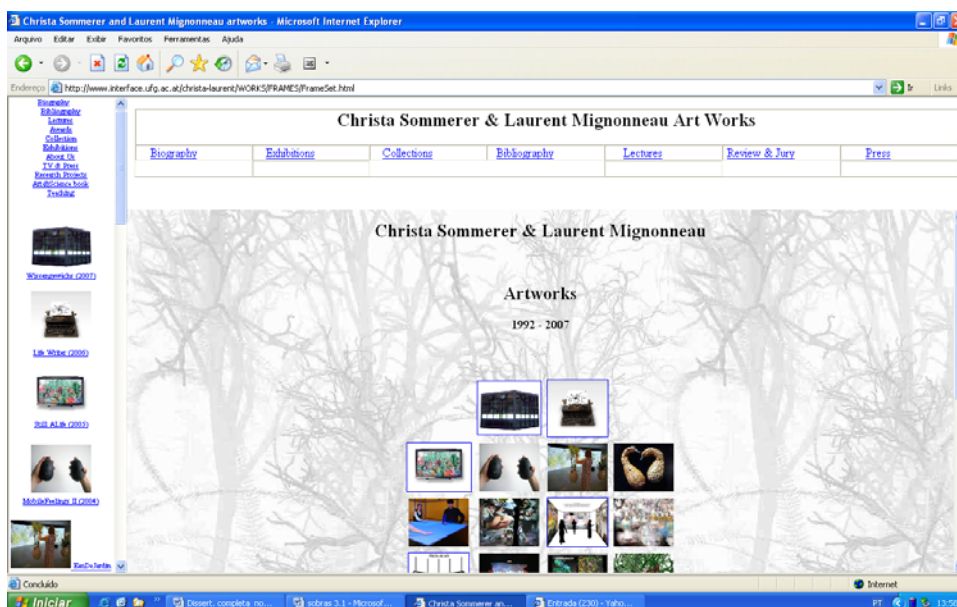 Christa Sommerer and Laurent Mignonneau artworks - Microsoft Internet Explorer
Arquivo Editar Exibir Favoritos Ferramentas Ajuda
Endereço http://www.interface.ufg.ac.at/christa-laurent/WORKS/FRAMES/FrameSet.html Ir Links
Biography
Bibliography
Lectures
Awards
Collection
Exhibitions
About Us
T.V & Press
Research Projects
Art@Science book
Teaching
(2007)
Life Writer (2006)
Still ALife (2005)
MobileFeelings II (2004)
Christa Sommerer & Laurent Mignonneau Art Works
Biography Exhibitions Collections Bibliography Lectures Review & Jury Press
Christa Sommerer & Laurent Mignonneau
Artworks
1992 - 2007
Concluído Internet
Iniciar » Dissert. completa no... sobras 3.1 - Microsof... Christa Sommerer an... Entrada (230) - Yaho... PT 13:50